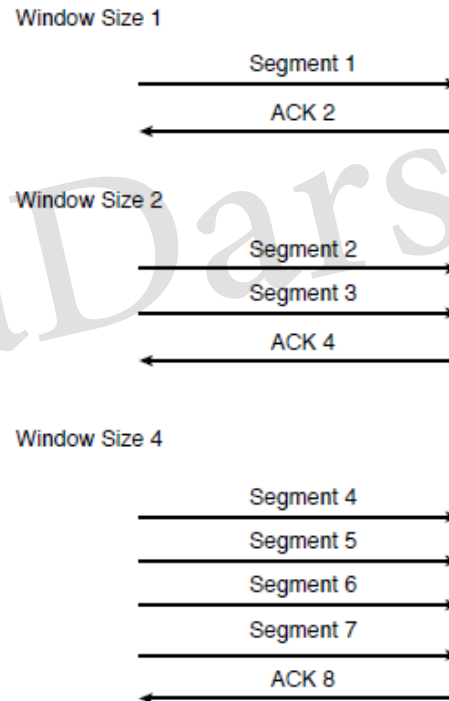 Window Size 1
Segment 1
ACK 2
Window Size 2
Segment 2
Segment 3
ACK 4
Window Size 4
Segment 4
Segment 5
Segment 6
Segment 7
ACK 8